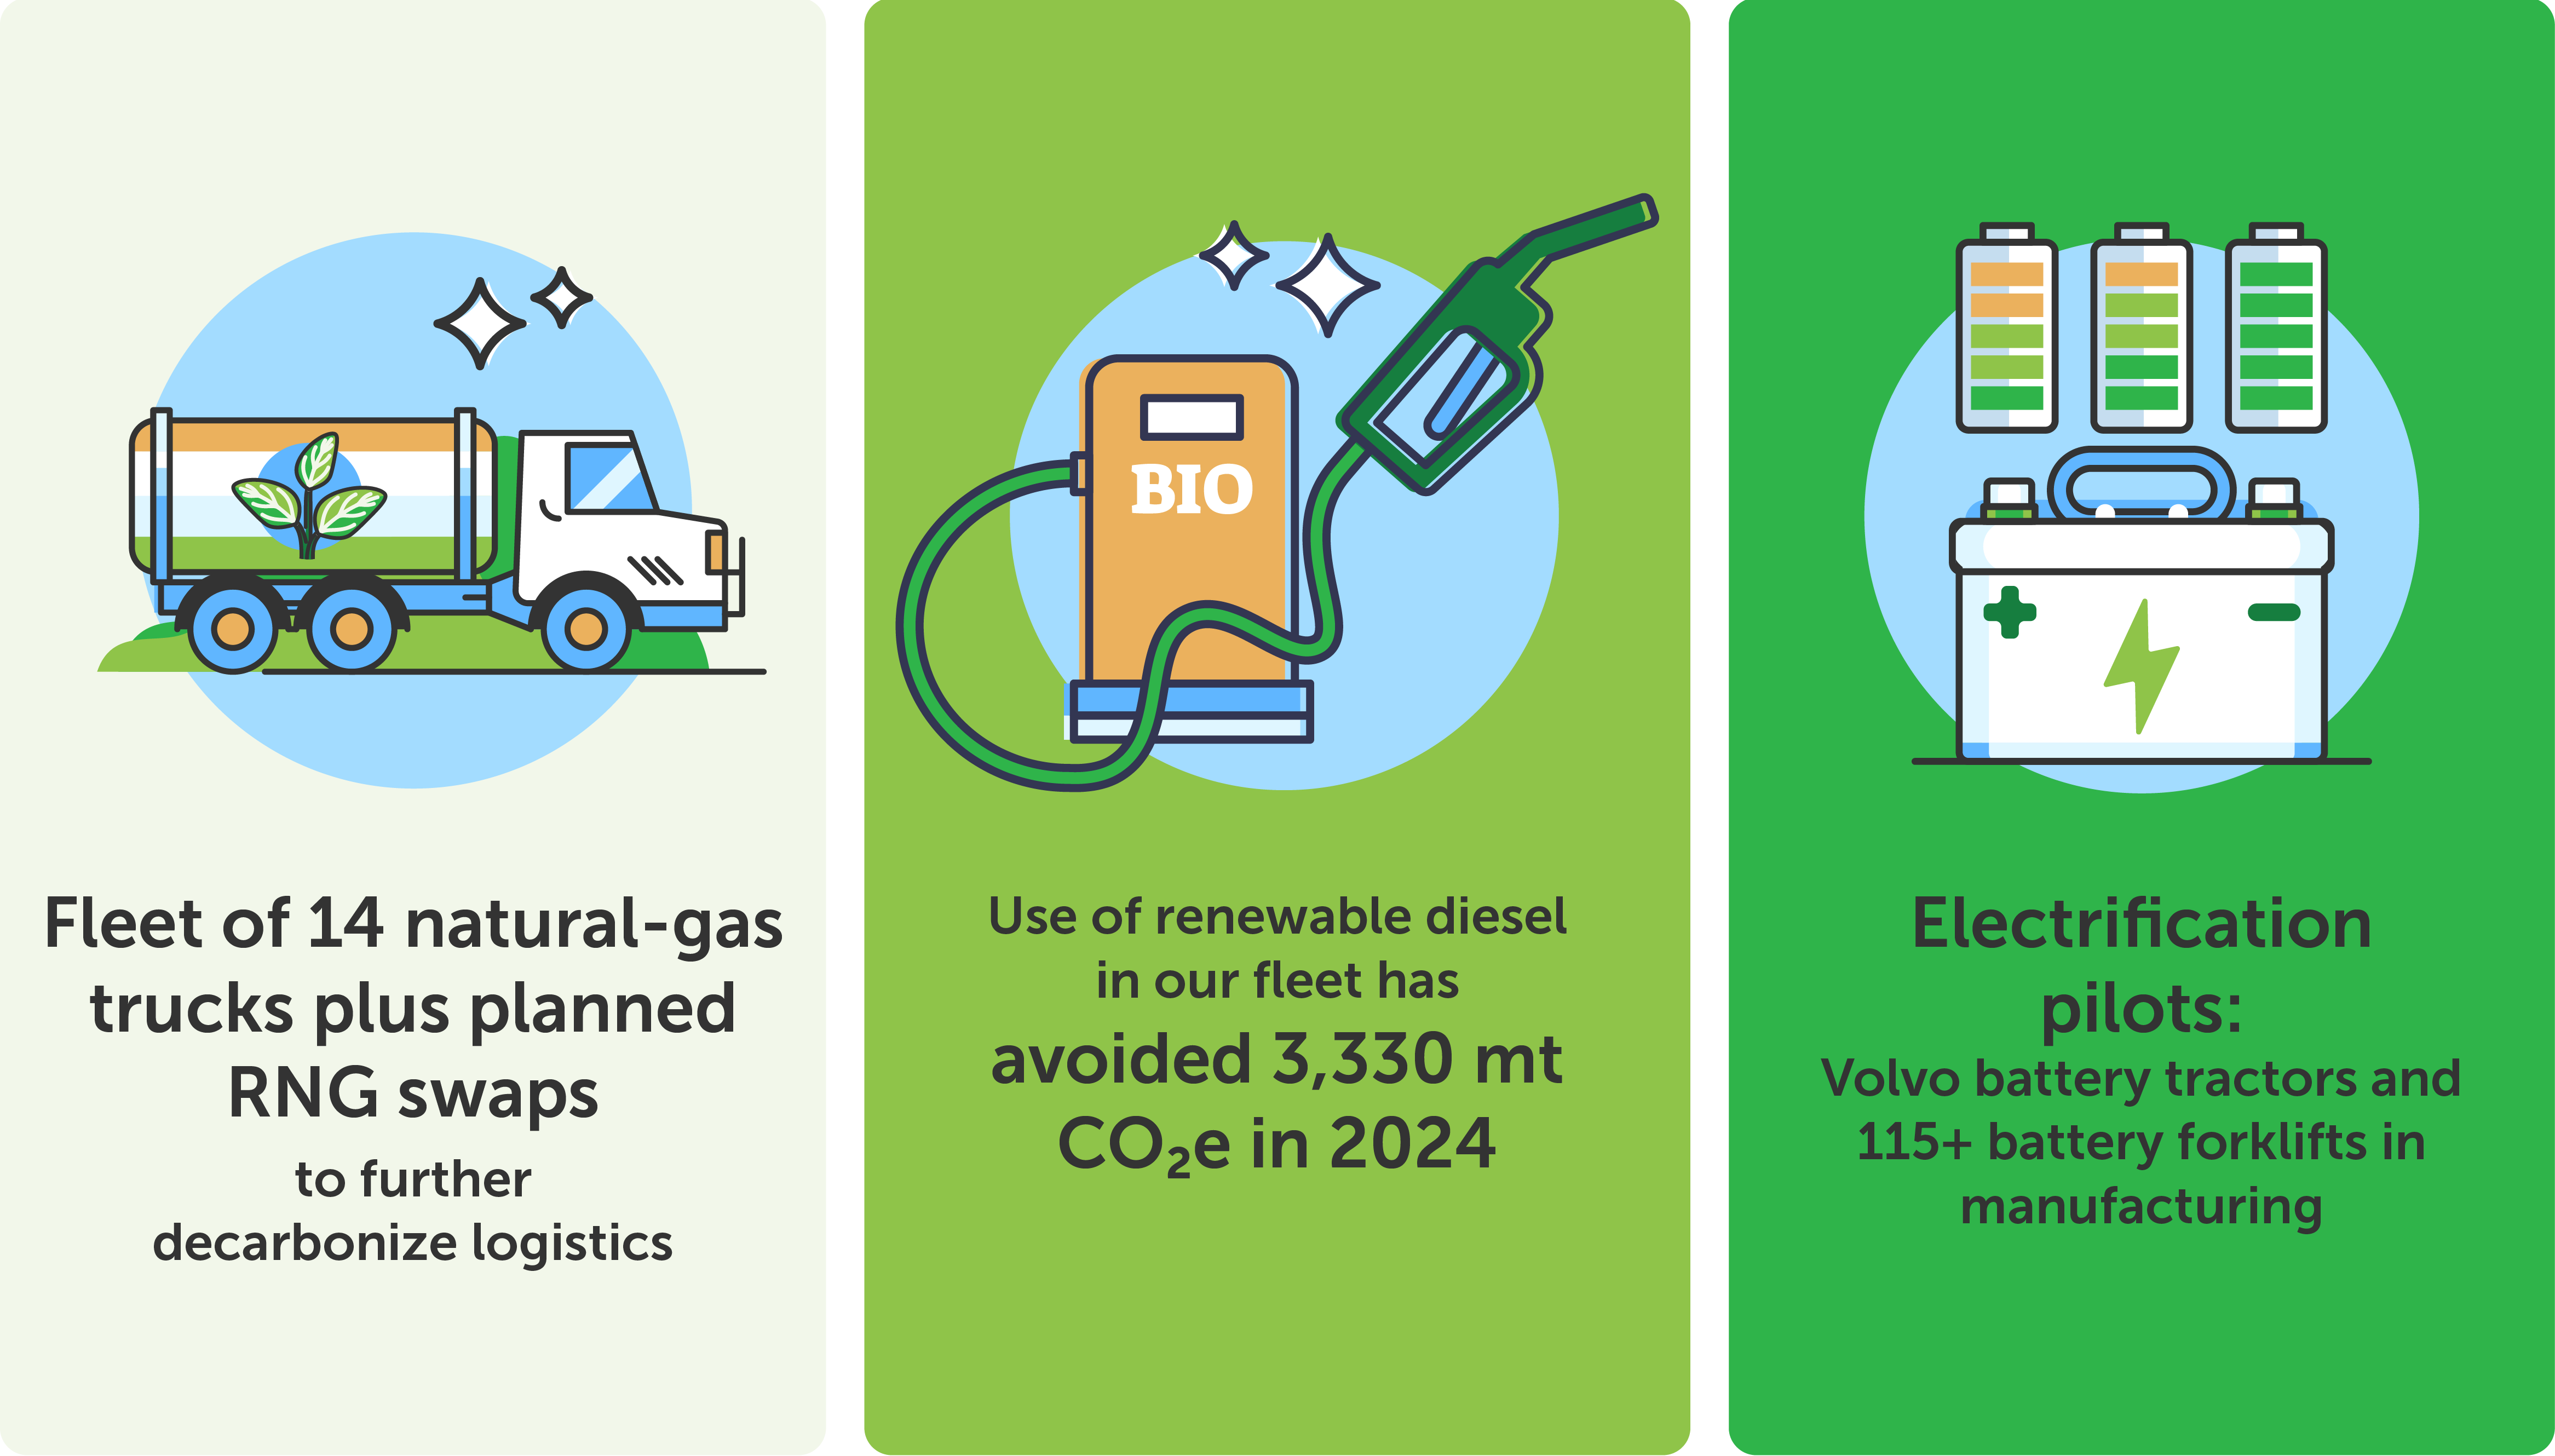 Fleet of 14 natural-gas
trucks plus planned
RNG swaps
to further
decarbonize logistics
BIO
Use of renewable diesel
in our fleet has
avoided 3,330 mt
CO₂e in 2024
Electrification
pilots:
Volvo battery tractors and
115+ battery forklifts in
manufacturing